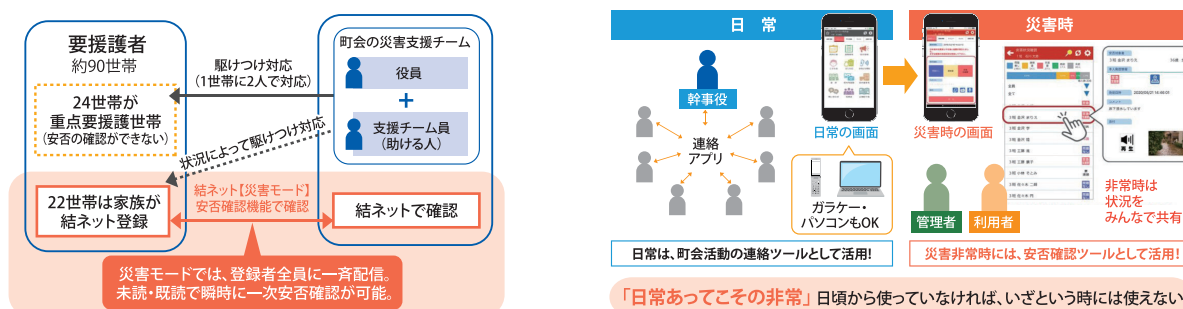 要援護者
約90世帯
24世帯が
重点要援護世帯
(安否の確認ができない)
駆けつけ対応
(1世帯に2人で対応)
町会の災害支援チーム
役員
+
支援チーム員
(助ける人)
状況によって駆けつけ対応
22世帯は家族が
結ネット登録
結ネット【災害モード】
安否確認機能で確認
結ネットで確認
災害モードでは、登録者全員に一斉配信。
未読・既読で瞬時に一次安否確認が可能。
日常
幹事役
連絡
アプリ
日常の画面
ガラケー・
パソコンもOK
日常は、町会活動の連絡ツールとして活用!
災害時
災害時の画面
管理者
利用者
再生
非常時は
状況を
みんなで共有
災害非常時には、安否確認ツールとして活用!
「日常あってこその非常」日頃から使っていなければ、いざという時には使えない